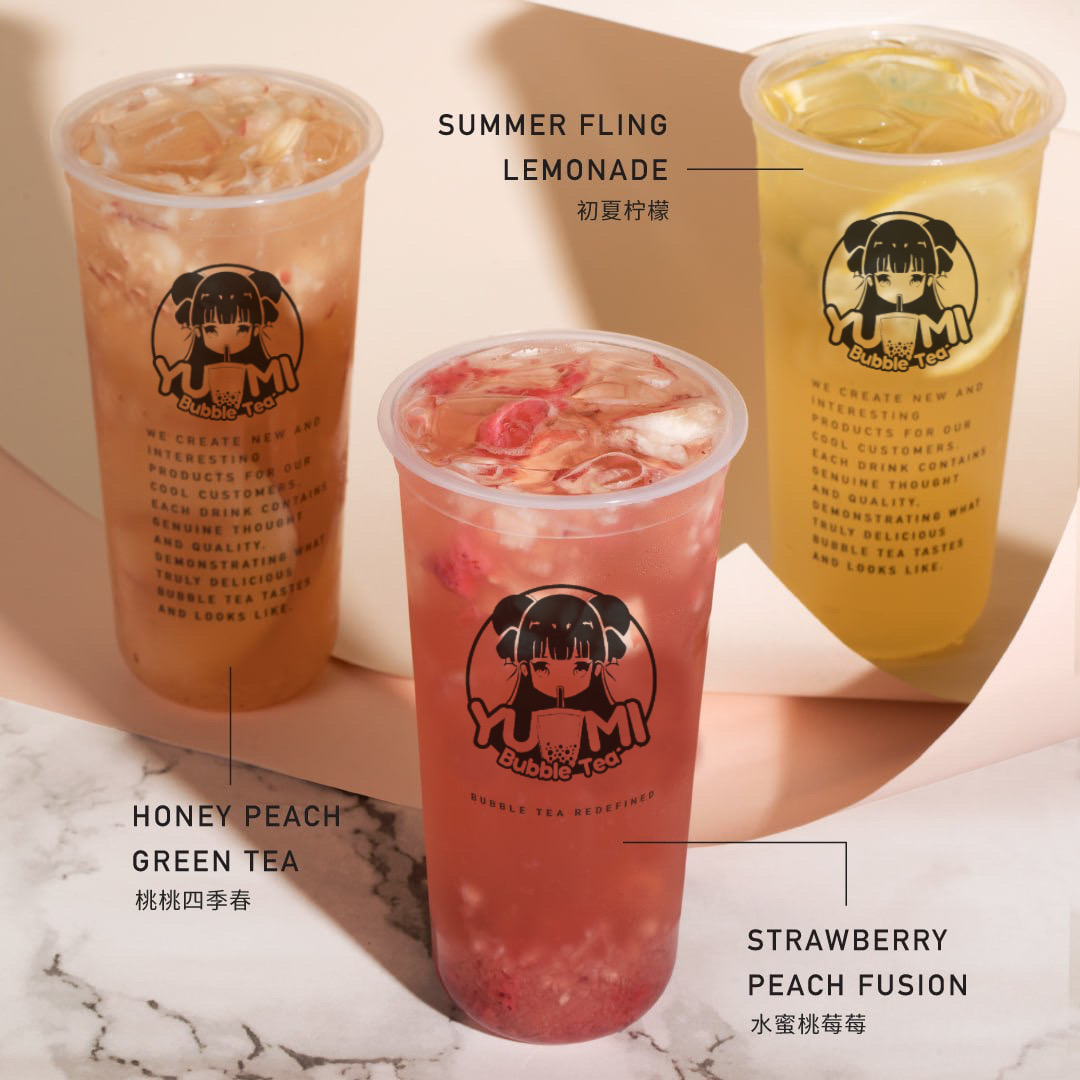 SUMMER FLING
LEMONADE
初夏柠檬
YUMI
Bubble Tea
WE CREATE NEW AND
INTERESTING
PRODUCTS FOR OUR
COOL CUSTOMERS.
EACH DRINK CONTAINS
GENUINE THOUGHT
AND QUALITY,
DEMONSTRATING WHAT
TRULY DELICIOUS
BUBBLE TEA TASTES
AND LOOKS LIKE.
YUMI
Bubble Tea
WE CREATE NEW AND
INTERESTING
PRODUCTS FOR OUR
COOL CUSTOMERS.
EACH DRINK CONTAINS
GENUINE THOUGHT
AND QUALITY,
DEMONSTRATING WHAT
TRULY DELICIOUS
BUBBLE TEA TASTES
AND LOOKS LIKE.
YUMI
Bubble Tea
BUBBLE TEA REDEFINED
HONEY PEACH
GREEN TEA
桃桃四季春
STRAWBERRY
PEACH FUSION
水蜜桃莓莓